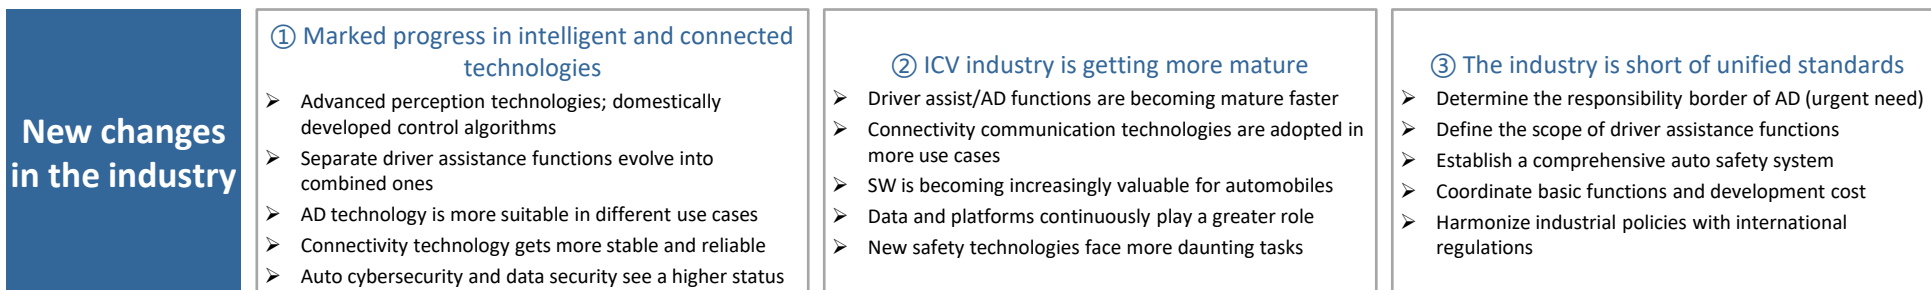 New changes
in the industry
① Marked progress in intelligent and connected
technologies
➢ Advanced perception technologies; domestically
developed control algorithms
➢ Separate driver assistance functions evolve into
combined ones
➢ AD technology is more suitable in different use cases
➢ Connectivity technology gets more stable and reliable
➢ Auto cybersecurity and data security see a higher status
② ICV industry is getting more mature
➢ Driver assist/AD functions are becoming mature faster
➢ Connectivity communication technologies are adopted in
more use cases
➢ SW is becoming increasingly valuable for automobiles
➢ Data and platforms continuously play a greater role
➢ New safety technologies face more daunting tasks
③ The industry is short of unified standards
➢ Determine the responsibility border of AD (urgent need)
➢ Define the scope of driver assistance functions
➢ Establish a comprehensive auto safety system
➢ Coordinate basic functions and development cost
➢ Harmonize industrial policies with international
regulations